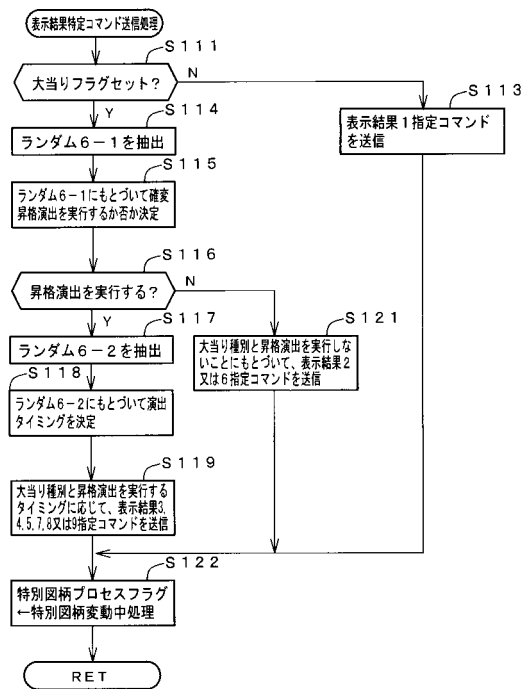 表示結果特定コマンド送信処理
S111
大当りフラグセット？
N
Y
S113
表示結果1指定コマンド
を送信
S114
ランダム6－1を抽出
S115
ランダム6－1にもとづいて確変
昇格演出を実行するか否か決定
S116
昇格演出を実行する？
N
Y
S117
ランダム6－2を抽出
S121
大当り種別と昇格演出を実行しな
いことにもとづいて、表示結果2
又は6指定コマンドを送信
S118
ランダム6－2にもとづいて演出
タイミングを決定
S119
大当り種別と昇格演出を実行する
タイミングに応じて、表示結果3,
4,5,7,8又は9指定コマンドを送信
S122
特別図柄プロセスフラグ
←特別図柄変動中処理
RET